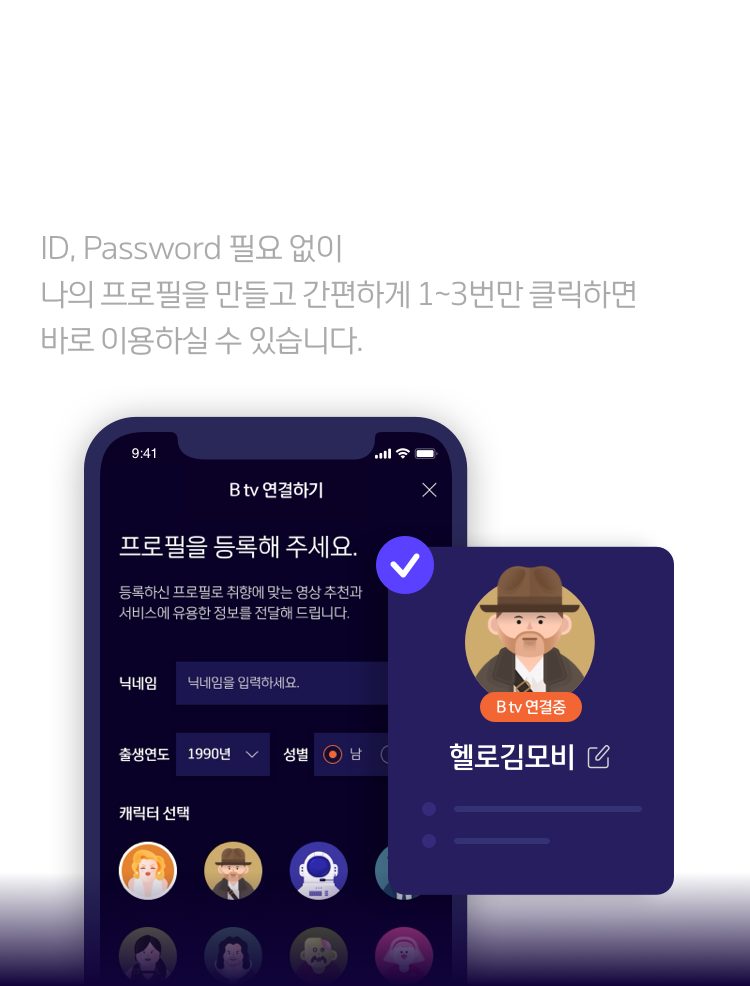 ID, Password 필요 없이
나의 프로필을 만들고 간편하게 1~3번만 클릭하면
바로 이용하실 수 있습니다.
9:41
B tv 연결하기
프로필을 등록해 주세요.
등록하신 프로필로 취향에 맞는 영상 추천과
서비스에 유용한 정보를 전달해 드립니다.
닉네임 닉네임을 입력하세요.
출생연도 1990년 성별 남
캐릭터 선택
B tv 연결중
헬로김모비